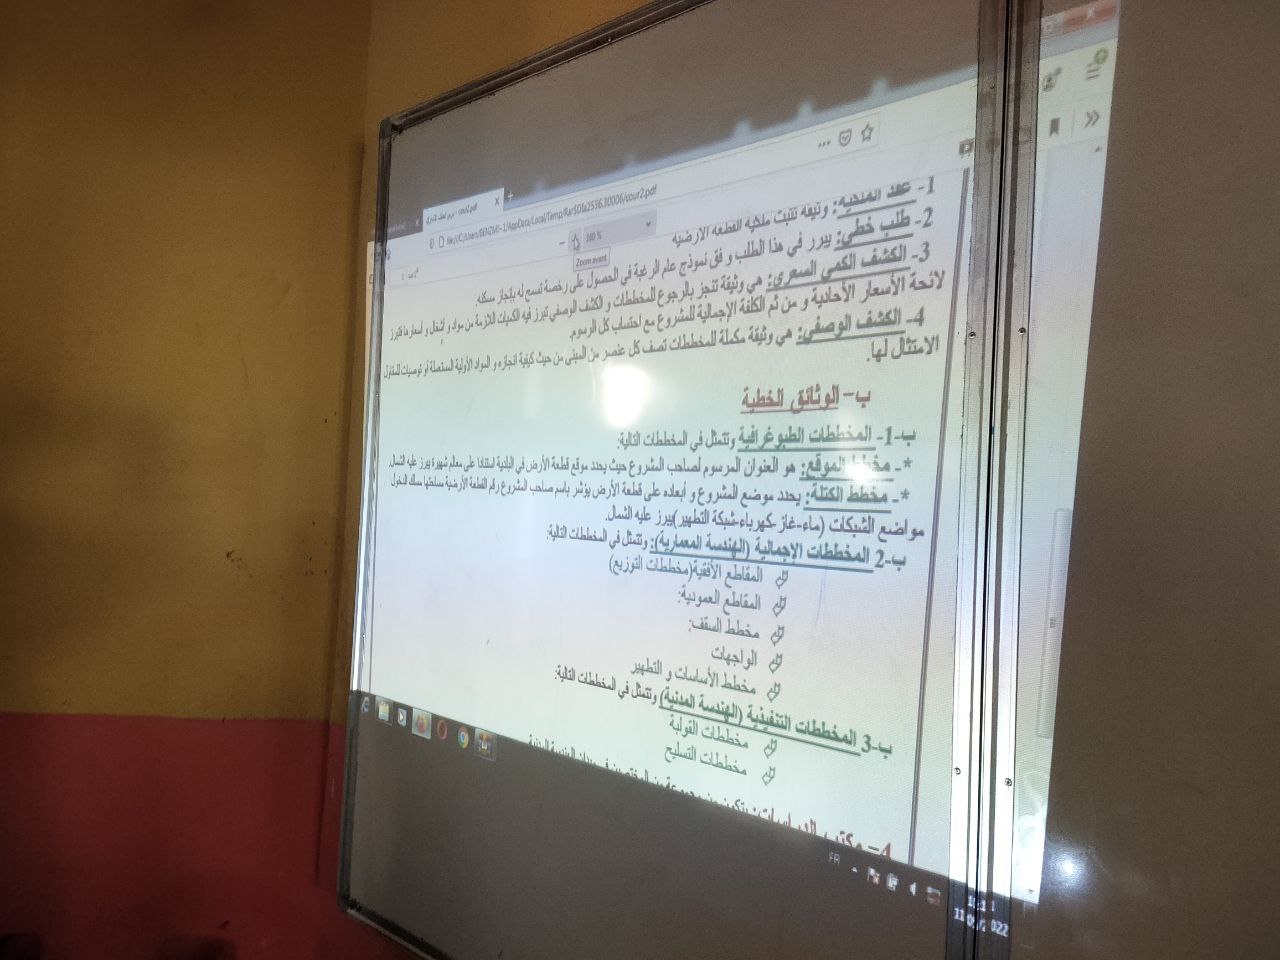 cour2.pdf
file:///C:/Users/BENZMI~1/AppData/Local/Temp/Rar$DIa2536.30006/cour2.pdf
160 %
Zoom avant
1- عقد الملكية: وثيقة تثبت ملكية القطعة الارضية
2- طلب خطي: يبرر في هذا الطلب و فق نموذج عام الرغبة في الحصول على رخصة تسمح له بإنجاز مسكنه
3- الكشف الكمي السعري: هي وثيقة تنجز بالرجوع للمخططات و الكشف الوصفي تبرز فيه الكميات اللازمة من مواد و أشغال و أسعارها فتبرز
لائحة الأسعار الأحادية و من ثم الكلفة الإجمالية للمشروع مع احتساب كل الرسوم.
4- الكشف الوصفي: هي وثيقة مكملة للمخططات تصف كل عنصر من المبنى من حيث كيفية انجازه و المواد الأولية المستعملة أو توصيات للمقاول
الامتثال لها.
ب- الوثائق الخطية
ب-1- المخططات الطبوغرافية وتتمثل في المخططات التالية:
*- مخطط الموقع: هو العنوان المرسوم لصاحب المشروع حيث يحدد موقع قطعة الأرض في البلدية استنادا على معالم شهيرة يبرز عليه الشمال.
*- مخطط الكتلة: يحدد موضع المشروع و أبعاده على قطعة الأرض يؤشر باسم صاحب المشروع رقم القطعة الأرضية مساحتها مسالك الدخول
مواضع الشبكات (ماء-غاز-كهرباء-شبكة التطهير)يبرز عليه الشمال.
ب-2 المخططات الإجمالية (الهندسة المعمارية): وتتمثل في المخططات التالية:
المقاطع الأفقية(مخططات التوزيع)
المقاطع العمودية:
مخطط السقف:
الواجهات
مخطط الأساسات و التطهير
ب-3 المخططات التنفيذية (الهندسة المدنية) وتتمثل في المخططات التالية:
مخططات القولبة
مخططات التسليح
4- مكتب الدراسات: يتكون من مجموعة من المختصين في
FR